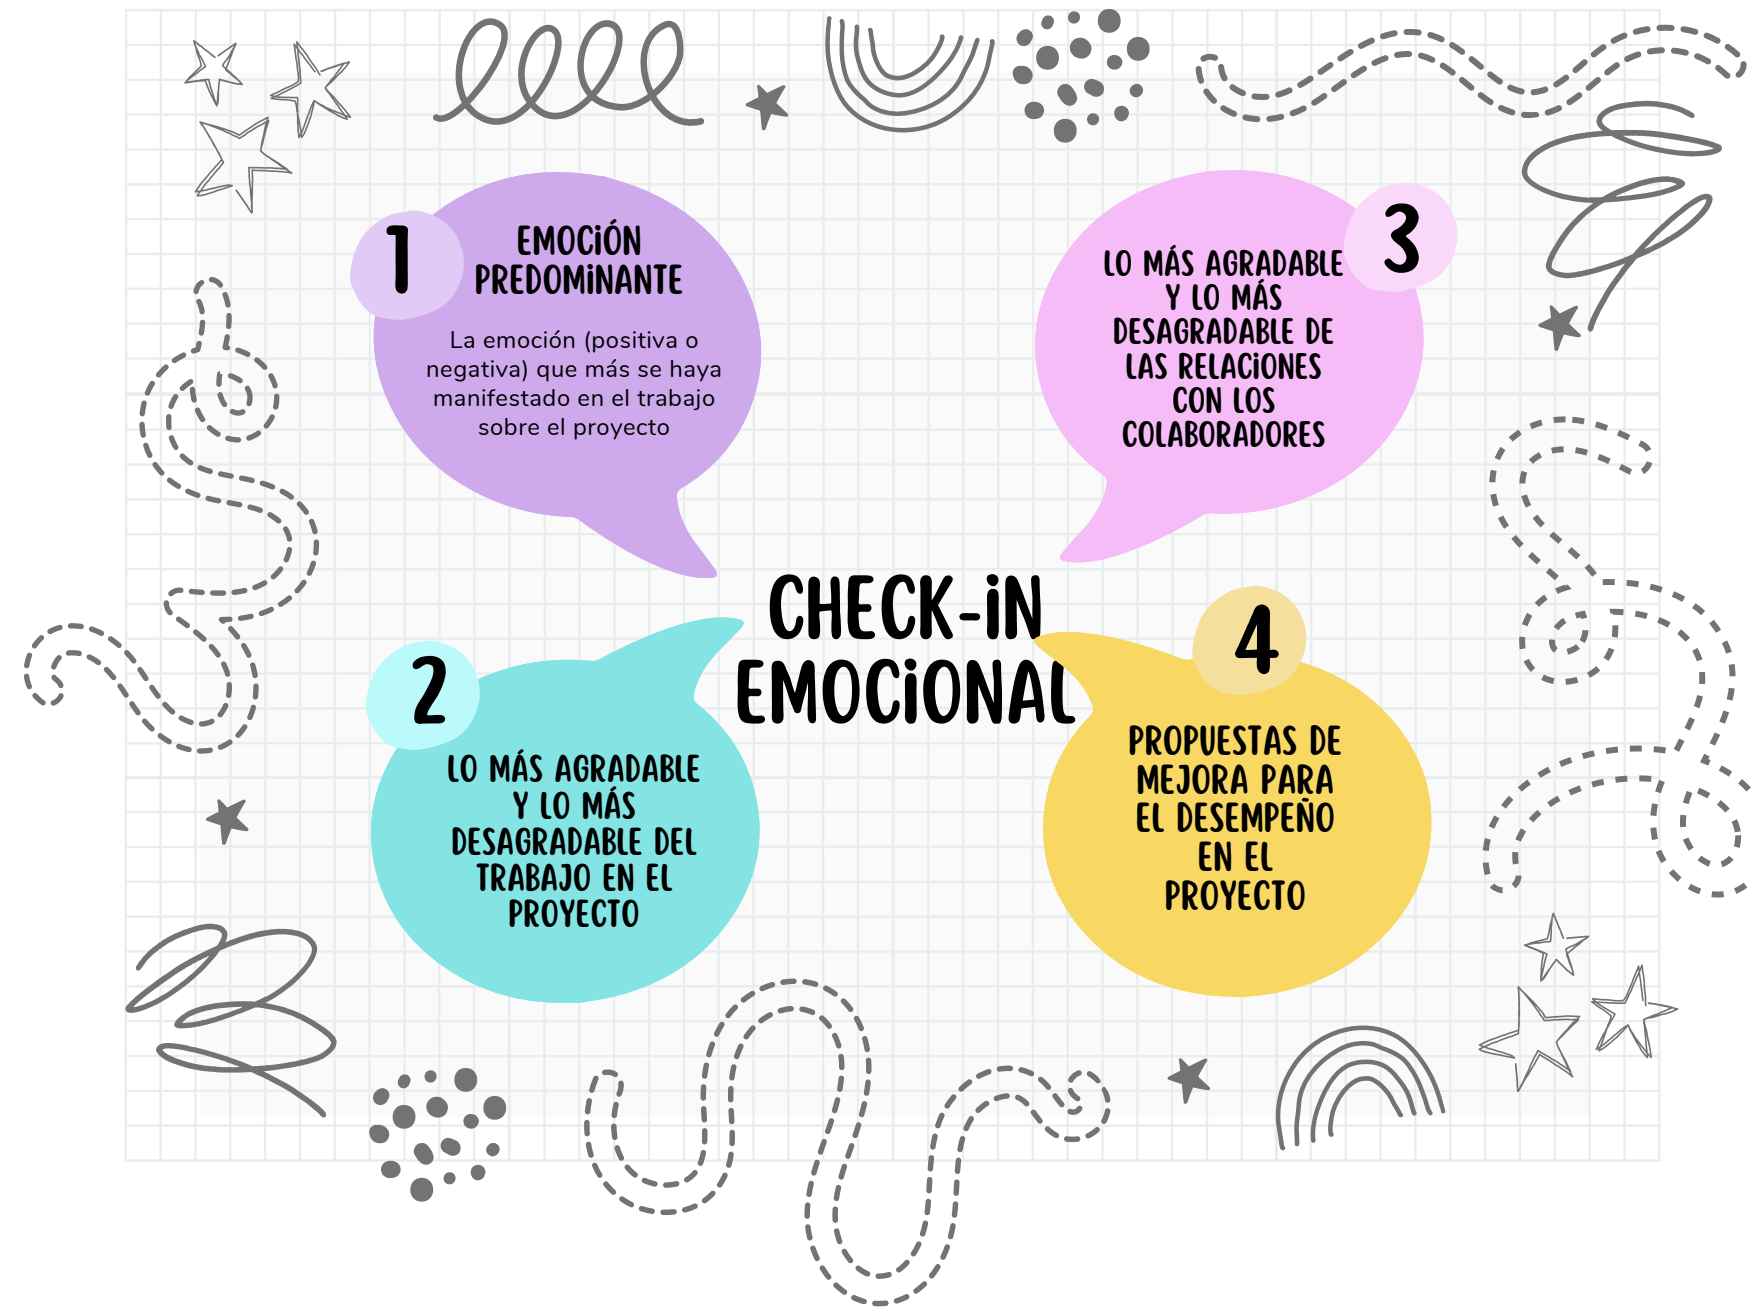 1
EMOCIÓN
PREDOMINANTE
La emoción (positiva o
negativa) que más se haya
manifestado en el trabajo
sobre el proyecto
3
LO MÁS AGRADABLE
Y LO MÁS
DESAGRADABLE DE
LAS RELACIONES
CON LOS
COLABORADORES
CHECK-IN
EMOCIONAL
2
LO MÁS AGRADABLE
Y LO MÁS
DESAGRADABLE DEL
TRABAJO EN EL
PROYECTO
4
PROPUESTAS DE
MEJORA PARA
EL DESEMPEÑO
EN EL
PROYECTO